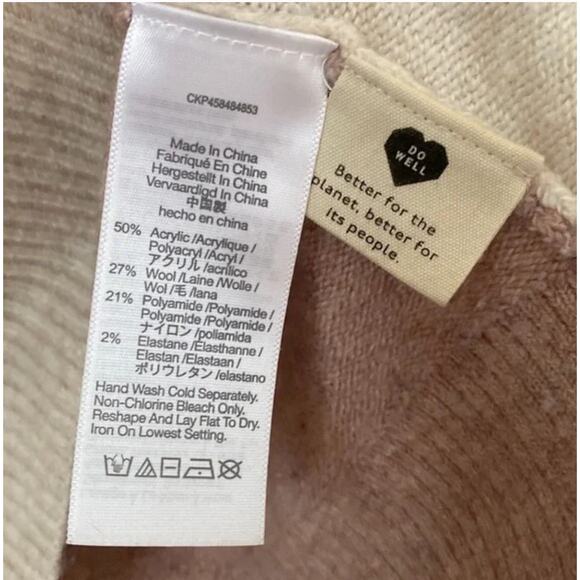 CKP458484853
Made In China
Fabriqué En Chine
Hergestellt In China
Vervaardigd In China
中国製
hecho en china
50% Acrylic /Acrylique /
Polyacryl /Acryl /
アクリル /acrílico
27% Wool /Laine /Wolle /
Wol /毛 /lana
21% Polyamide /Polyamide /
Polyamide /Polyamide /
ナイロン /poliamida
2% Elastane /Elasthanne /
Elastan /Elastaan /
ポリウレタン /elastano
Hand Wash Cold Separately.
Non-Chlorine Bleach Only.
Reshape And Lay Flat To Dry.
Iron On Lowest Setting.
DO
WELL
Better for the
planet, better for
its people.